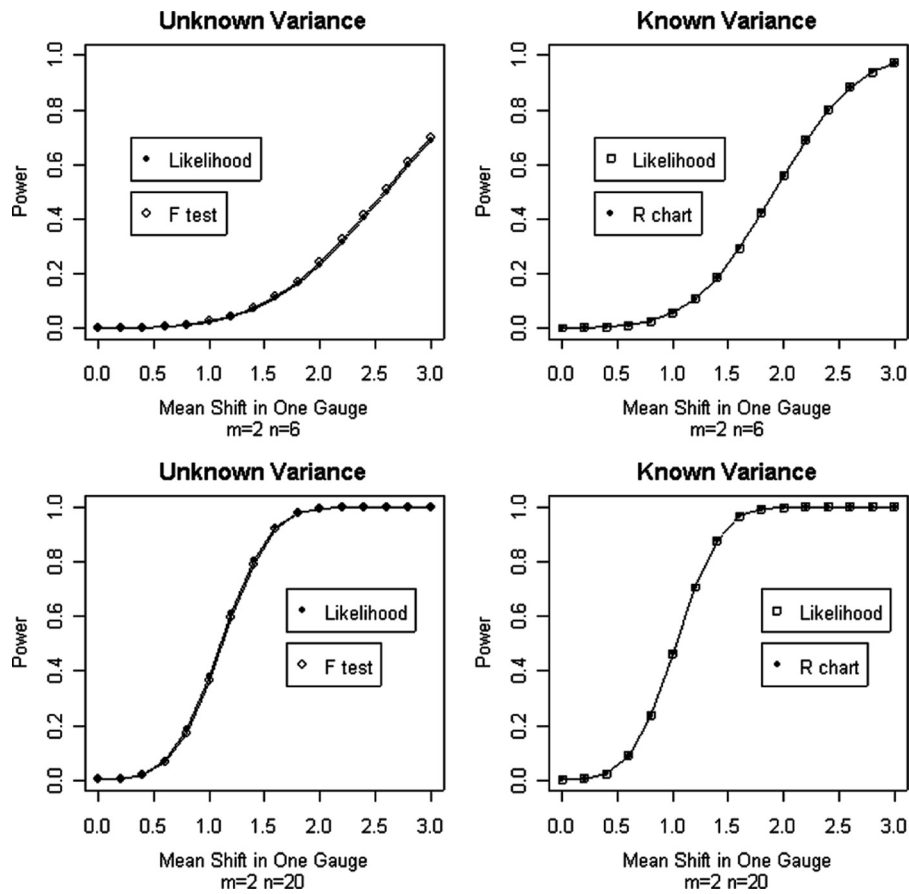 Unknown Variance
Power
0.0 0.2 0.4 0.6 0.8 1.0
Likelihood
F test
0.0 0.5 1.0 1.5 2.0 2.5 3.0
Mean Shift in One Gauge
m=2 n=6
Known Variance
Power
0.0 0.2 0.4 0.6 0.8 1.0
Likelihood
R chart
0.0 0.5 1.0 1.5 2.0 2.5 3.0
Mean Shift in One Gauge
m=2 n=6
Unknown Variance
Power
0.0 0.2 0.4 0.6 0.8 1.0
Likelihood
F test
0.0 0.5 1.0 1.5 2.0 2.5 3.0
Mean Shift in One Gauge
m=2 n=20
Known Variance
Power
0.0 0.2 0.4 0.6 0.8 1.0
Likelihood
R chart
0.0 0.5 1.0 1.5 2.0 2.5 3.0
Mean Shift in One Gauge
m=2 n=20